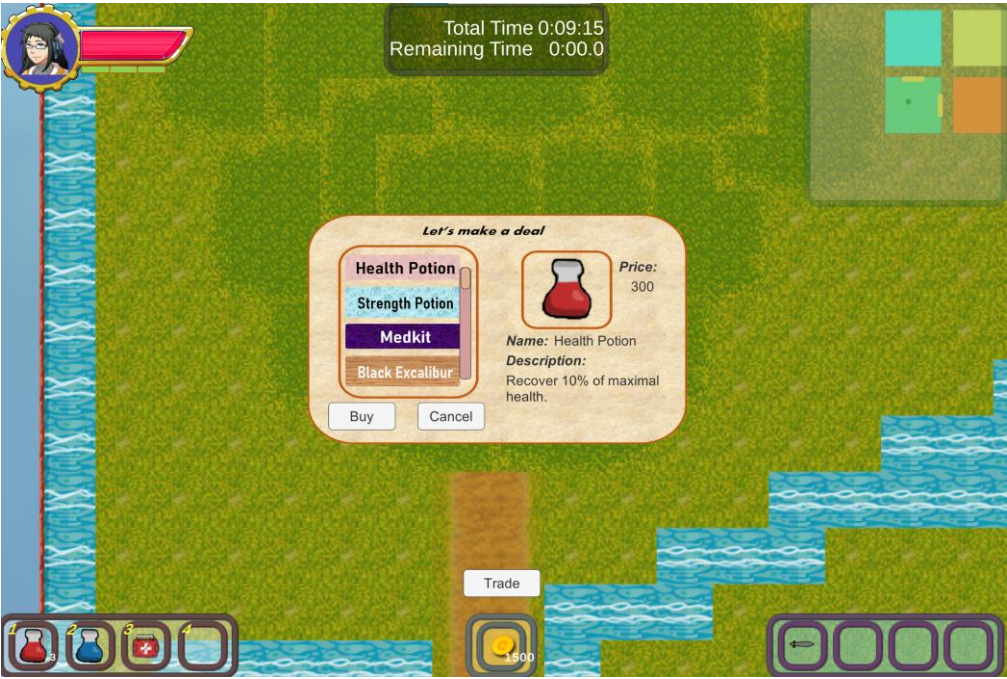 Total Time 0:09:15
Remaining Time 0:00.0
Let's make a deal
Health Potion
Strength Potion
Medkit
Black Excalibur
Price:
300
Name: Health Potion
Description:
Recover 10% of maximal
health.
Buy
Cancel
Trade
1
2
3
4
3
1500